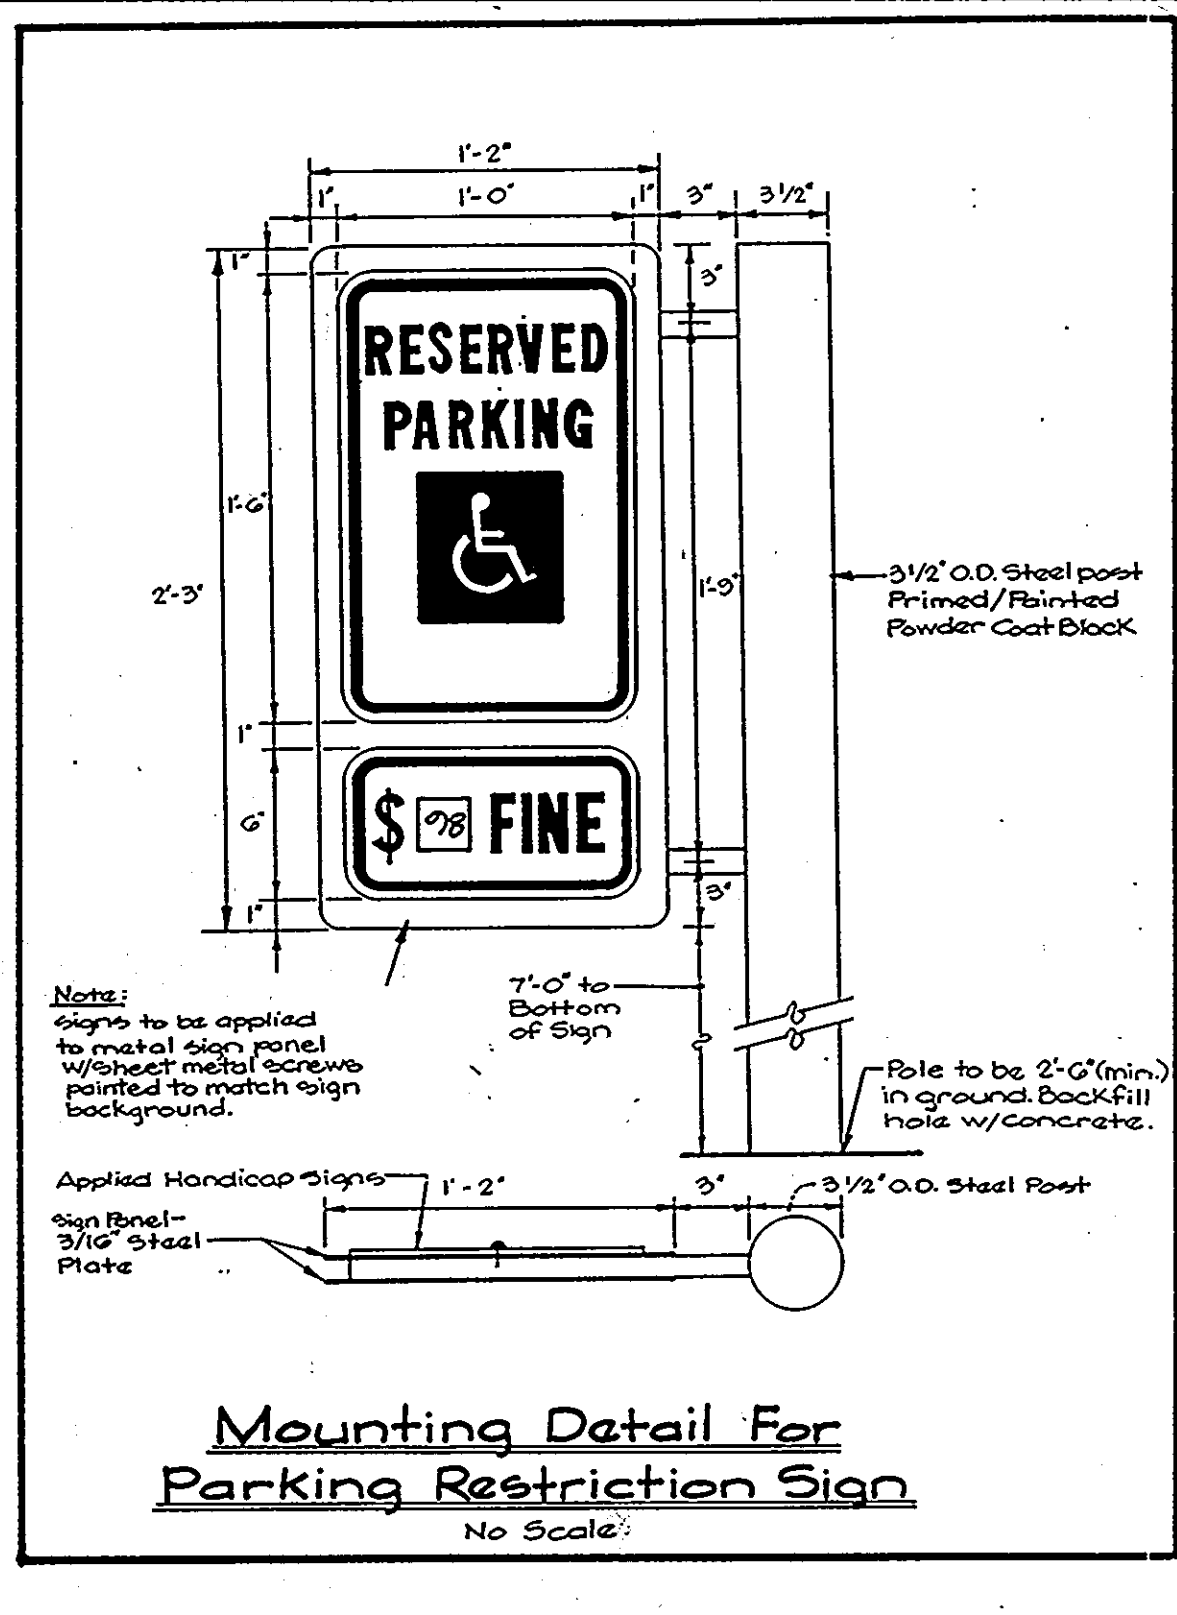 1'-2"
1" 1'-0" 1" 3" 3 1/2"
1"
3"
RESERVED
PARKING
1'-6"
2'-3"
1'-9"
3 1/2" O.D. Steel post
Primed/Painted
Powder Coat Black
1"
$ 98 FINE
6"
3"
1"
7'-0" to
Bottom
of Sign
Note:
Signs to be applied
to metal sign panel
w/sheet metal screws
painted to match sign
background.
Pole to be 2'-6" (min.)
in ground. Backfill
hole w/concrete.
Applied Handicap Signs
1'-2" 3" 3 1/2" O.D. Steel Post
Sign Panel-
3/16" Steel
Plate
Mounting Detail For
Parking Restriction Sign
No Scale